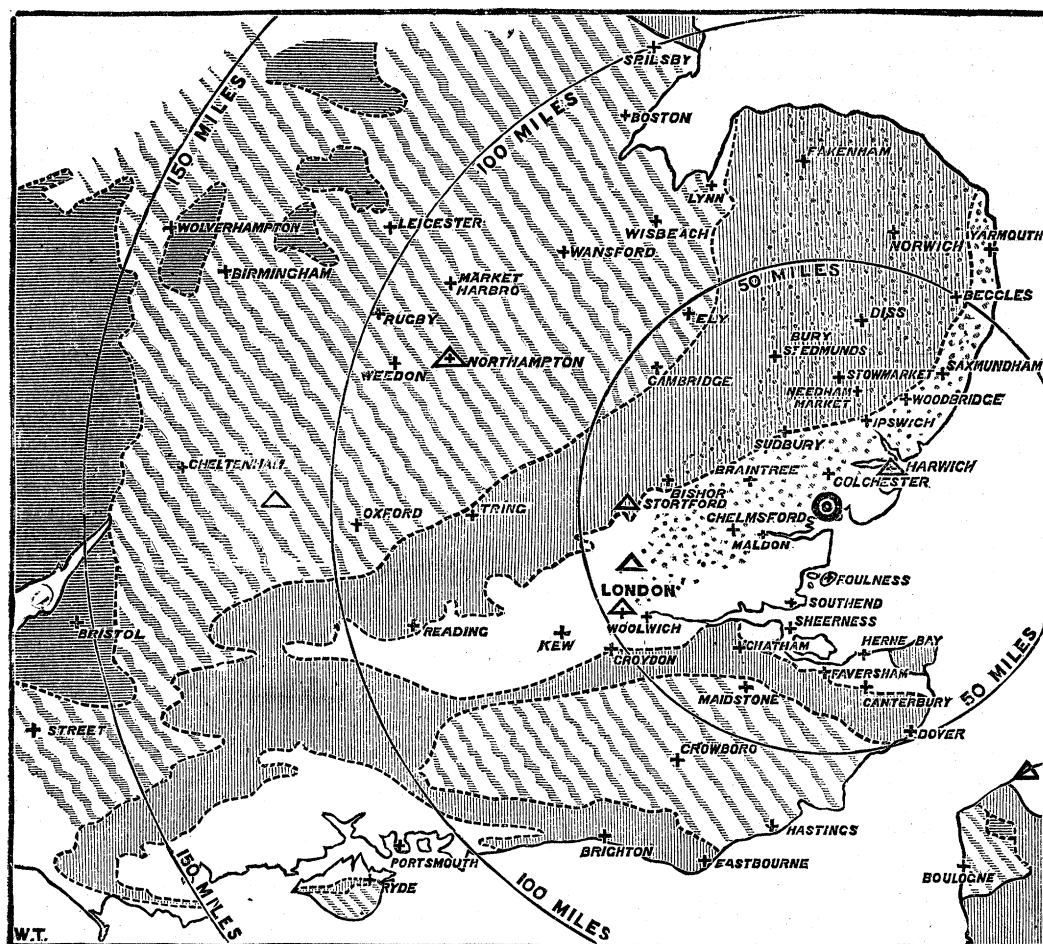 SPILSBY
150 MILES
100 MILES
BOSTON
FAKENHAM
LYNN
WOLVERHAMPTON
LEICESTER
WISBEACH
NORWICH
YARMOUTH
WANSFORD
BIRMINGHAM
MARKET
HARBRO
50 MILES
BECCLES
RUGBY
ELY
DISS
BURY
ST EDMUNDS
NORTHAMPTON
WEEDON
CAMBRIDGE
STOWMARKET
SAXMUNDHAM
NEEDHAM
MARKET
WOODBRIDGE
IPSWICH
SUDBURY
CHELTENHAM
BRAINTREE
HARWICH
COLCHESTER
BISHOP
STORTFORD
OXFORD
TRING
CHELMSFORD
MALDON
FOULNESS
LONDON
SOUTHEND
BRISTOL
READING
KEW
WOOLWICH
SHEERNESS
CROYDON
CHATHAM
HERNE BAY
FAVERSHAM
MAIDSTONE
CANTERBURY
50 MILES
STREET
DOVER
CROWBORO
HASTINGS
BRIGHTON
PORTSMOUTH
EASTBOURNE
150 MILES
RYDE
BOULOGNE
100 MILES
W.T.